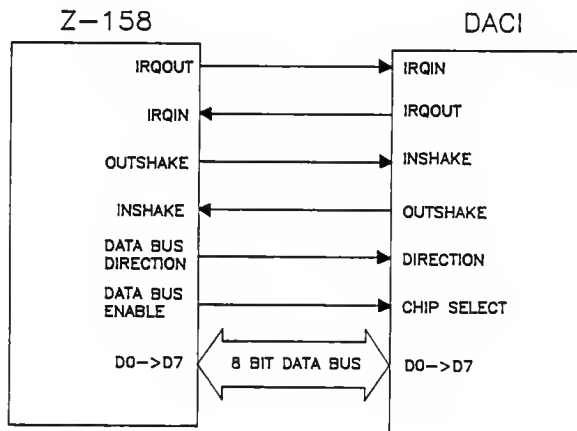 Z-158 DACI
IRQOUT IRQIN
IRQIN IRQOUT
OUTSHAKE INSHAKE
INSHAKE OUTSHAKE
DATA BUS
DIRECTION DIRECTION
DATA BUS
ENABLE CHIP SELECT
D0->D7 8 BIT DATA BUS D0->D7